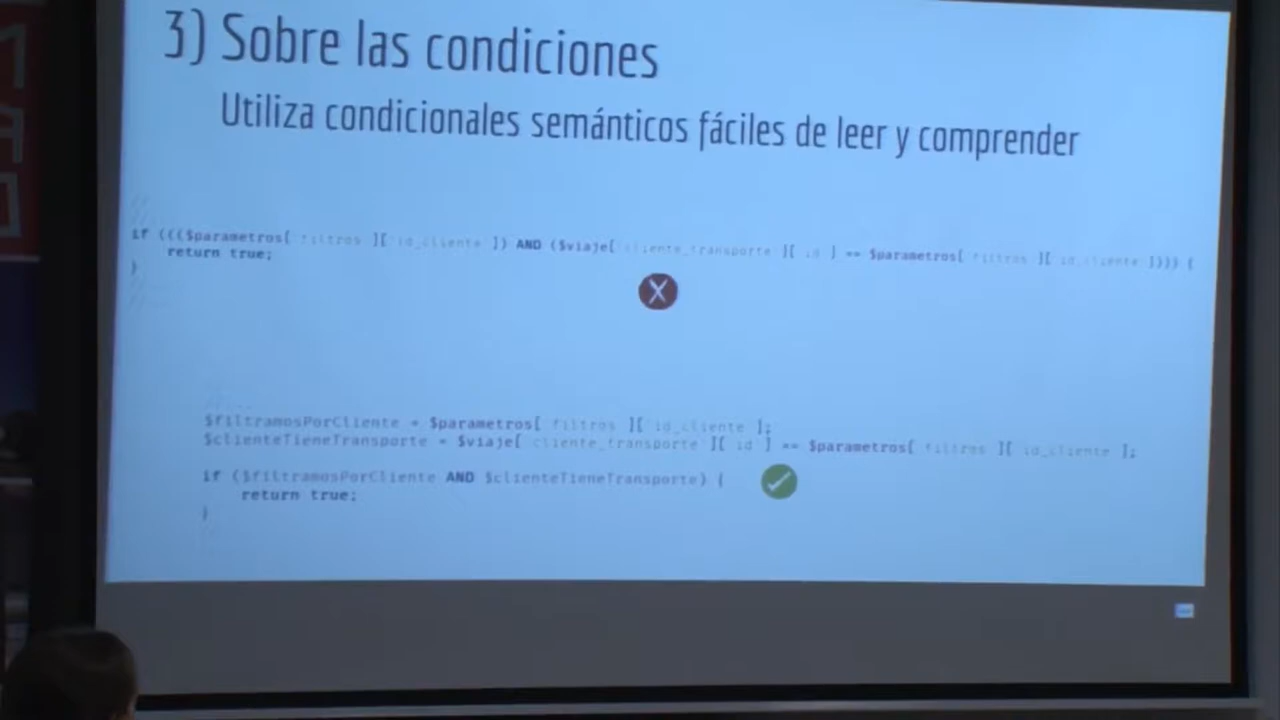 3) Sobre las condiciones
Utiliza condicionales semánticos fáciles de leer y comprender
if ((($parametros['filtros']['id_cliente']) AND ($viaje['cliente_transporte']['id'] == $parametros['filtros']['id_cliente']))) {
return true;
}
$filtramosPorCliente = $parametros['filtros']['id_cliente'];
$clienteTieneTransporte = $viaje['cliente_transporte']['id'] == $parametros['filtros']['id_cliente'];
if ($filtramosPorCliente AND $clienteTieneTransporte) {
return true;
}